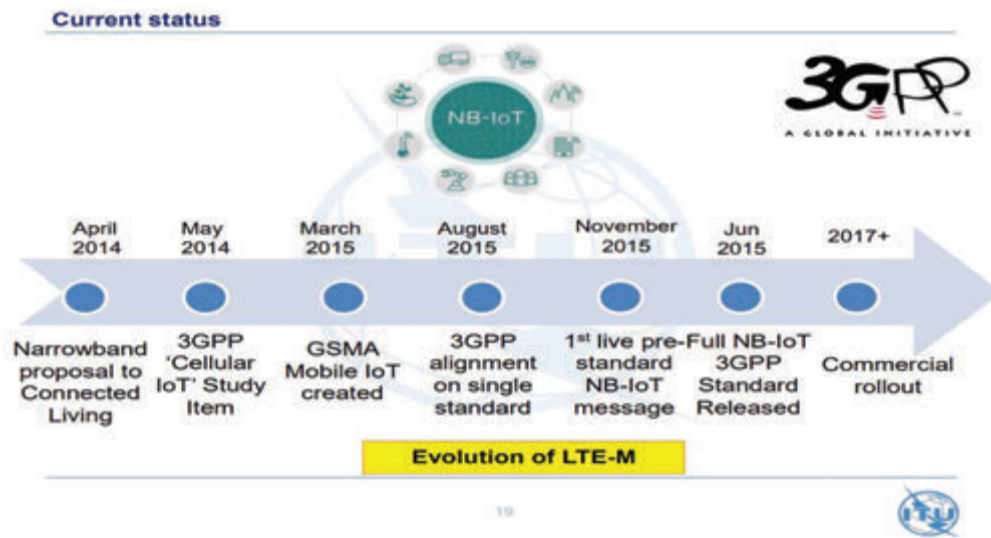 Current status
NB-IoT
3GPP
A GLOBAL INITIATIVE
April
2014
May
2014
March
2015
August
2015
November
2015
Jun
2015
2017+
Narrowband
proposal to
Connected
Living
3GPP
'Cellular
IoT' Study
Item
GSMA
Mobile IoT
created
3GPP
alignment
on single
standard
1st live pre-
standard
NB-IoT
message
Full NB-IoT
3GPP
Standard
Released
Commercial
rollout
Evolution of LTE-M
19
ITU